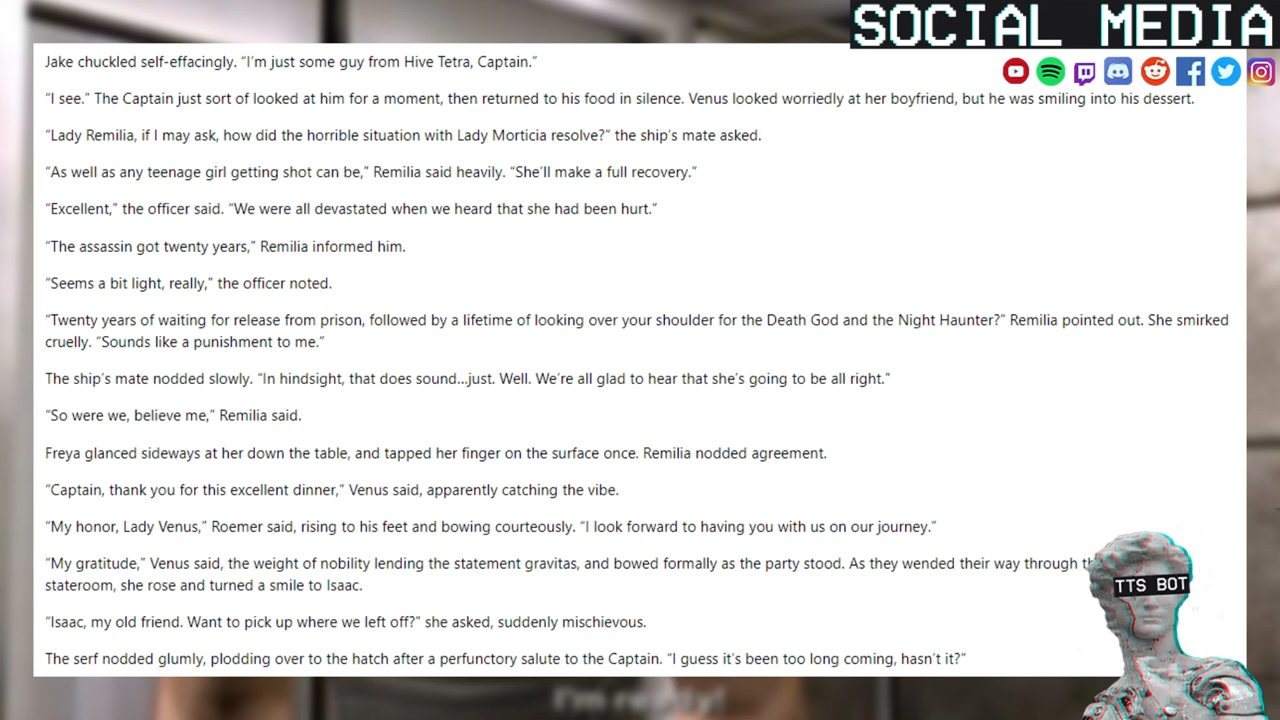 SOCIAL MEDIA
Jake chuckled self-effacingly. “I’m just some guy from Hive Tetra, Captain.”
“I see.” The Captain just sort of looked at him for a moment, then returned to his food in silence. Venus looked worriedly at her boyfriend, but he was smiling into his dessert.
“Lady Remilia, if I may ask, how did the horrible situation with Lady Morticia resolve?” the ship’s mate asked.
“As well as any teenage girl getting shot can be,” Remilia said heavily. “She’ll make a full recovery.”
“Excellent,” the officer said. “We were all devastated when we heard that she had been hurt.”
“The assassin got twenty years,” Remilia informed him.
“Seems a bit light, really,” the officer noted.
“Twenty years of waiting for release from prison, followed by a lifetime of looking over your shoulder for the Death God and the Night Haunter?” Remilia pointed out. She smirked
cruelly. “Sounds like a punishment to me.”
The ship’s mate nodded slowly. “In hindsight, that does sound…just. Well. We’re all glad to hear that she’s going to be all right.”
“So were we, believe me,” Remilia said.
Freya glanced sideways at her down the table, and tapped her finger on the surface once. Remilia nodded agreement.
“Captain, thank you for this excellent dinner,” Venus said, apparently catching the vibe.
“My honor, Lady Venus,” Roemer said, rising to his feet and bowing courteously. “I look forward to having you with us on our journey.”
“My gratitude,” Venus said, the weight of nobility lending the statement gravitas, and bowed formally as the party stood. As they wended their way through
stateroom, she rose and turned a smile to Isaac.
TTS BOT
“Isaac, my old friend. Want to pick up where we left off?” she asked, suddenly mischievous.
The serf nodded glumly, plodding over to the hatch after a perfunctory salute to the Captain. “I guess it’s been too long coming, hasn’t it?”
I'm ready!